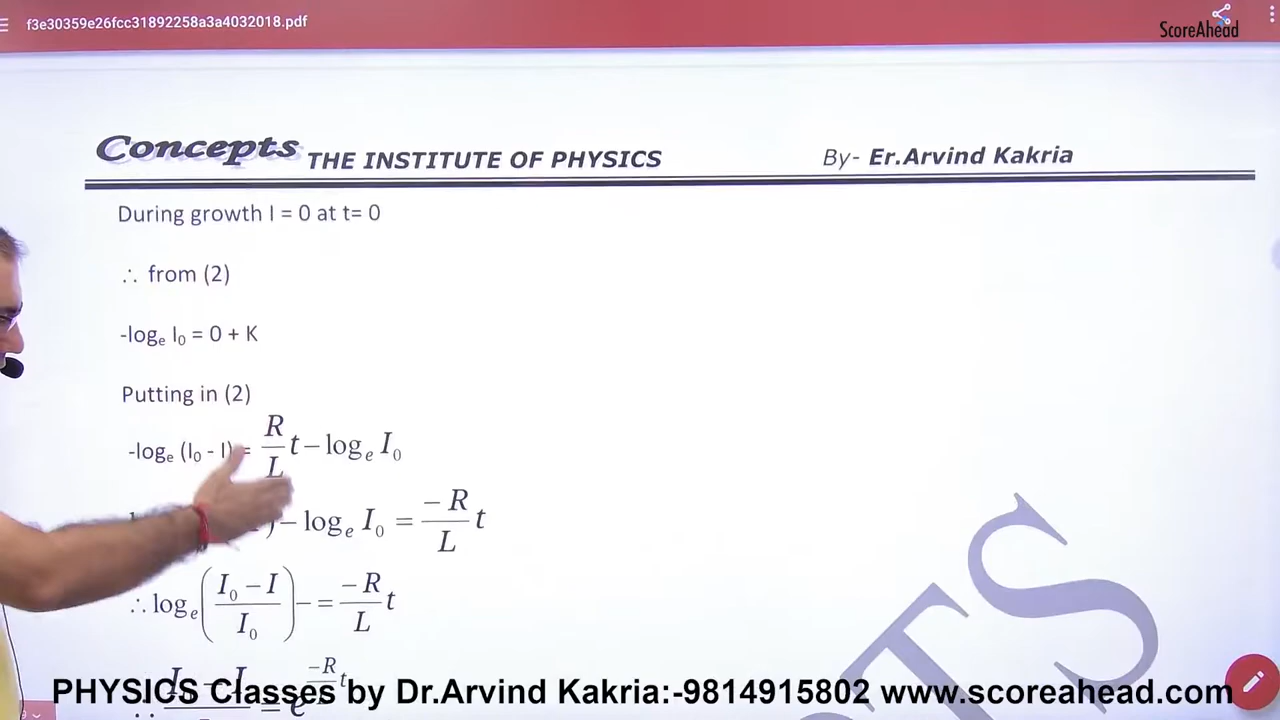 f3e30359e26fcc31892258a3a4032018.pdf
ScoreAhead
Concepts THE INSTITUTE OF PHYSICS By- Er.Arvind Kakria
During growth I = 0 at t= 0
∴ from (2)
-logₑ I₀ = 0 + K
Putting in (2)
-logₑ (I₀ - I) = R/L t – logₑ I₀
) – logₑ I₀ = –R/L t
∴ logₑ((I₀ – I)/I₀) – = –R/L t
∴ I₀ – I = e^(–R t
PHYSICS Classes by Dr.Arvind Kakria:-9814915802 www.scoreahead.com